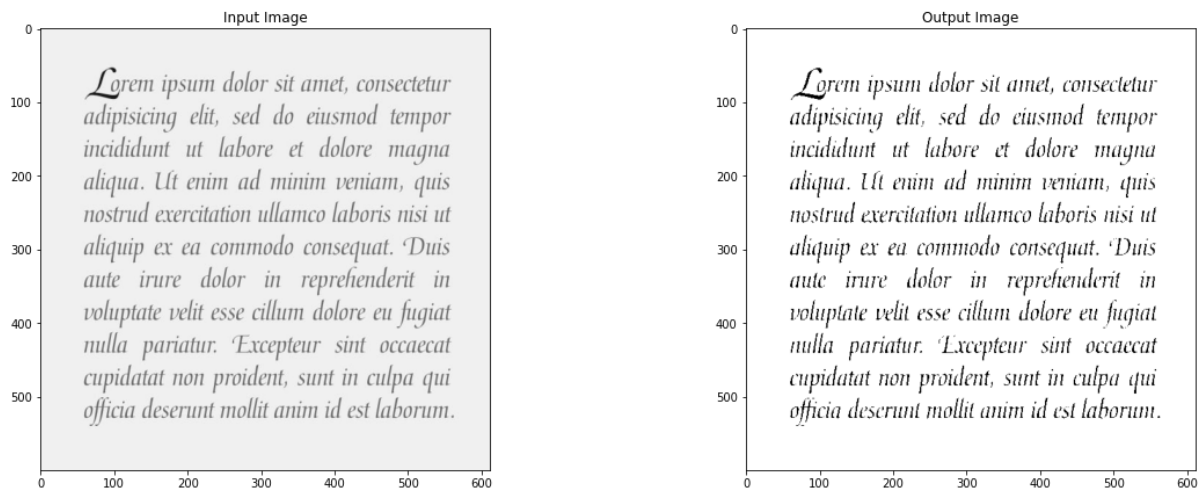 Input Image
0
100
200
300
400
500
0 100 200 300 400 500 600
Lorem ipsum dolor sit amet, consectetur
adipisicing elit, sed do eiusmod tempor
incididunt ut labore et dolore magna
aliqua. Ut enim ad minim veniam, quis
nostrud exercitation ullamco laboris nisi ut
aliquip ex ea commodo consequat. Duis
aute irure dolor in reprehenderit in
voluptate velit esse cillum dolore eu fugiat
nulla pariatur. Excepteur sint occaecat
cupidatat non proident, sunt in culpa qui
officia deserunt mollit anim id est laborum.
Output Image
0
100
200
300
400
500
0 100 200 300 400 500 600
Lorem ipsum dolor sit amet, consectetur
adipisicing elit, sed do eiusmod tempor
incididunt ut labore et dolore magna
aliqua. Ut enim ad minim veniam, quis
nostrud exercitation ullamco laboris nisi ut
aliquip ex ea commodo consequat. Duis
aute irure dolor in reprehenderit in
voluptate velit esse cillum dolore eu fugiat
nulla pariatur. Excepteur sint occaecat
cupidatat non proident, sunt in culpa qui
officia deserunt mollit anim id est laborum.